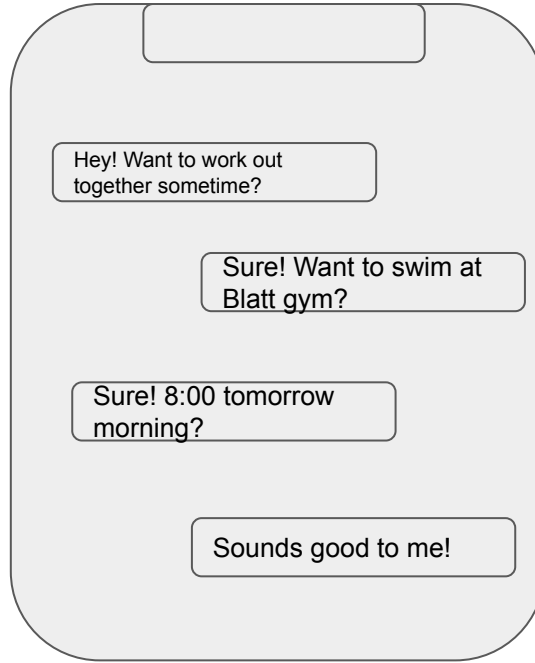 Hey! Want to work out
together sometime?
Sure! Want to swim at
Blatt gym?
Sure! 8:00 tomorrow
morning?
Sounds good to me!